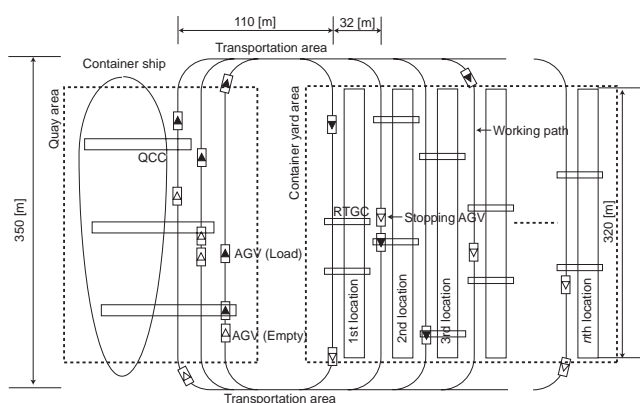 110 [m]
32 [m]
Transportation area
Container ship
Quay area
Container yard area
Working path
QCC
350 [m]
RTGC
Stopping AGV
320 [m]
AGV (Load)
1st location
2nd location
3rd location
nth location
AGV (Empty)
Transportation area